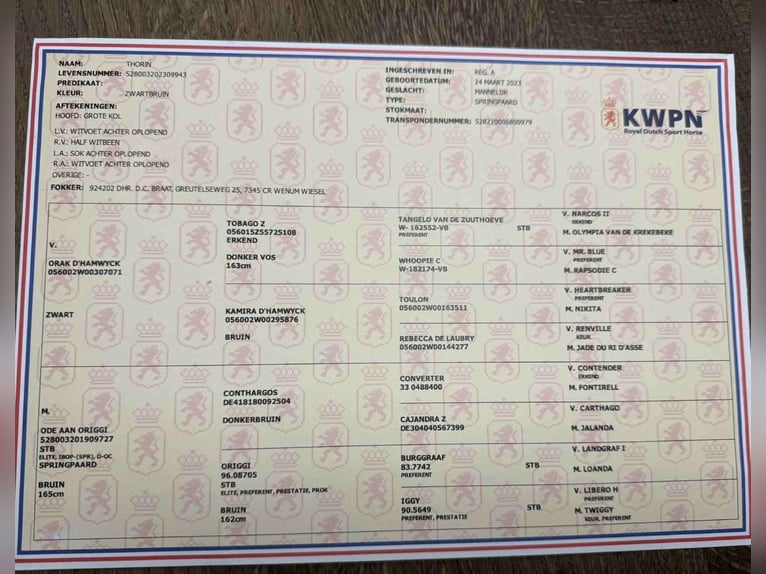 NAAM: THORIN
LEVENSNUMMER: 528003202309943
PREDIKAAT:
KLEUR: ZWARTBRUIN
AFTEKENINGEN:
HOOFD: GROTE KOL
L.V.: WITVOET ACHTER OPLOPEND
R.V.: HALF WITBEEN
L.A.: SOK ACHTER OPLOPEND
R.A.: WITVOET ACHTER OPLOPEND
OVERIGE: -
FOKKER: 924202 DHR. D.C. BRAAT, GREUTELSEWEG 25, 7345 CR WENUM WIESEL
INGESCHREVEN IN: REG. A
GEBOORTEDATUM: 24 MAART 2023
GESLACHT: MANNELIJK
TYPE: SPRINGPAARD
STOKMAAT:
TRANSPONDERNUMMER: 528210006890979
KWPN
Royal Dutch Sport Horse
V.
ORAK D'HAMWYCK
056002W00307071
ZWART
M.
ODE AAN ORIGGI
528003201909727
STB
ELITE, IBOP-(SPR), D-OC
SPRINGPAARD
BRUIN
165cm
TOBAGO Z
056015Z55725108
ERKEND
DONKER VOS
163cm
KAMIRA D'HAMWYCK
056002W00295876
BRUIN
CONTHARGOS
DE418180092504
DONKERBRUIN
ORIGGI
96.08705
STB
ELITE, PREFERENT, PRESTATIE, PROK
BRUIN
162cm
TANGELO VAN DE ZUUTHOEVE
W- 162552-VB STB
PREFERENT
WHOOPIE C
W-182174-VB
TOULON
056002W00163511
REBECCA DE LAUBRY
056002W00144277
CONVERTER
33 0488400
CAJANDRA Z
DE304040567399
BURGGRAAF
83.7742 STB
PREFERENT
IGGY
90.5649 STB
PREFERENT, PRESTATIE
V. NARCOS II
ERKEND
M. OLYMPIA VAN DE KREKEBEKE
V. MR. BLUE
PREFERENT
M. RAPSODIE C
V. HEARTBREAKER
PREFERENT
M. NIKITA
V. RENVILLE
KEUR
M. JADE DU RI D'ASSE
V. CONTENDER
ERKEND
M. FONTIRELL
V. CARTHAGO
M. JALANDA
V. LANDGRAF I
M. LOANDA
V. LIBERO H
PREFERENT
M. TWIGGY
KEUR, PREFERENT